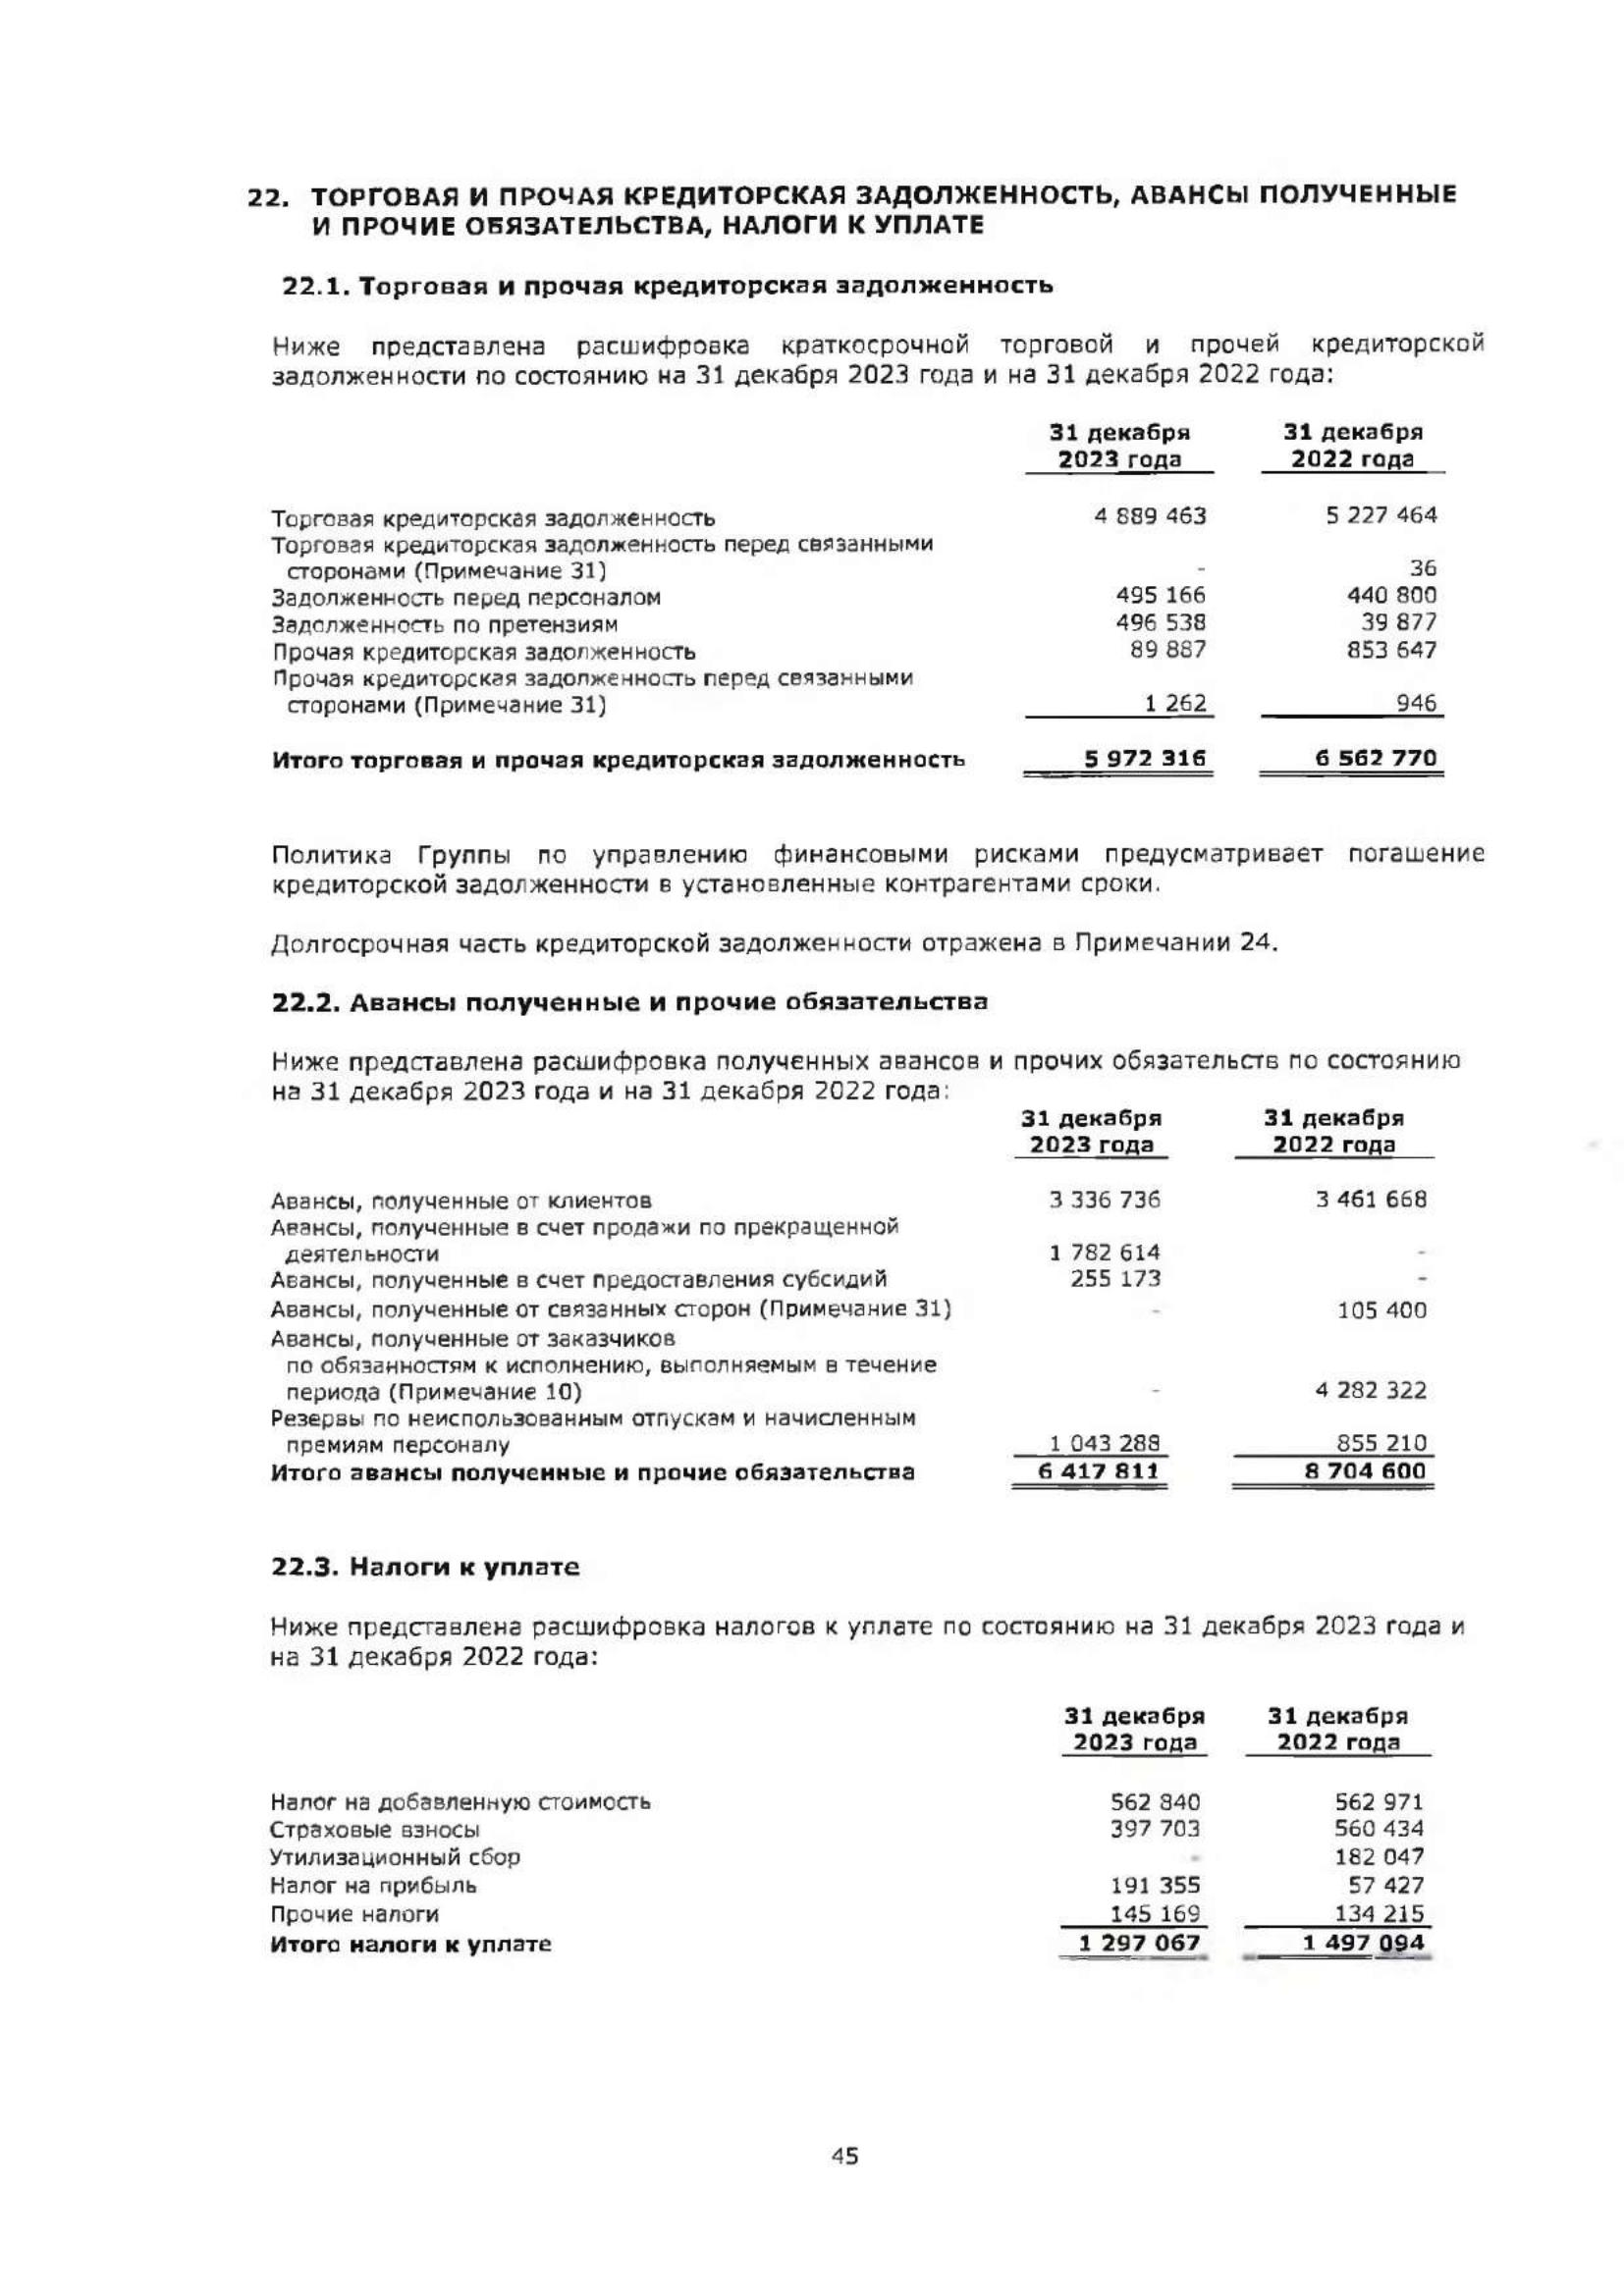 22. ТОРГОВАЯ И ПРОЧАЯ КРЕДИТОРСКАЯ ЗАДОЛЖЕННОСТЬ, АВАНСЫ ПОЛУЧЕННЫЕ
И ПРОЧИЕ ОБЯЗАТЕЛЬСТВА, НАЛОГИ К УПЛАТЕ
22.1. Торговая и прочая кредиторская задолженность
Ниже представлена расшифровка краткосрочной торговой и прочей кредиторской
задолженности по состоянию на 31 декабря 2023 года и на 31 декабря 2022 года:
31 декабря 31 декабря
2023 года 2022 года
Торговая кредиторская задолженность 4 889 463 5 227 464
Торговая кредиторская задолженность перед связанными
сторонами (Примечание 31) - 36
Задолженность перед персоналом 495 166 440 800
Задолженность по претензиям 496 538 39 877
Прочая кредиторская задолженность 89 887 853 647
Прочая кредиторская задолженность перед связанными
сторонами (Примечание 31) 1 262 946
Итого торговая и прочая кредиторская задолженность 5 972 316 6 562 770
Политика Группы по управлению финансовыми рисками предусматривает погашение
кредиторской задолженности в установленные контрагентами сроки.
Долгосрочная часть кредиторской задолженности отражена в Примечании 24.
22.2. Авансы полученные и прочие обязательства
Ниже представлена расшифровка полученных авансов и прочих обязательств по состоянию
на 31 декабря 2023 года и на 31 декабря 2022 года:
31 декабря 31 декабря
2023 года 2022 года
Авансы, полученные от клиентов 3 336 736 3 461 668
Авансы, полученные в счет продажи по прекращенной
деятельности 1 782 614 -
Авансы, полученные в счет предоставления субсидий 255 173 -
Авансы, полученные от связанных сторон (Примечание 31) - 105 400
Авансы, полученные от заказчиков
по обязанностям к исполнению, выполняемым в течение
периода (Примечание 10) - 4 282 322
Резервы по неиспользованным отпускам и начисленным
премиям персоналу 1 043 288 855 210
Итого авансы полученные и прочие обязательства 6 417 811 8 704 600
22.3. Налоги к уплате
Ниже представлена расшифровка налогов к уплате по состоянию на 31 декабря 2023 года и
на 31 декабря 2022 года:
31 декабря 31 декабря
2023 года 2022 года
Налог на добавленную стоимость 562 840 562 971
Страховые взносы 397 703 560 434
Утилизационный сбор - 182 047
Налог на прибыль 191 355 57 427
Прочие налоги 145 169 134 215
Итого налоги к уплате 1 297 067 1 497 094
45